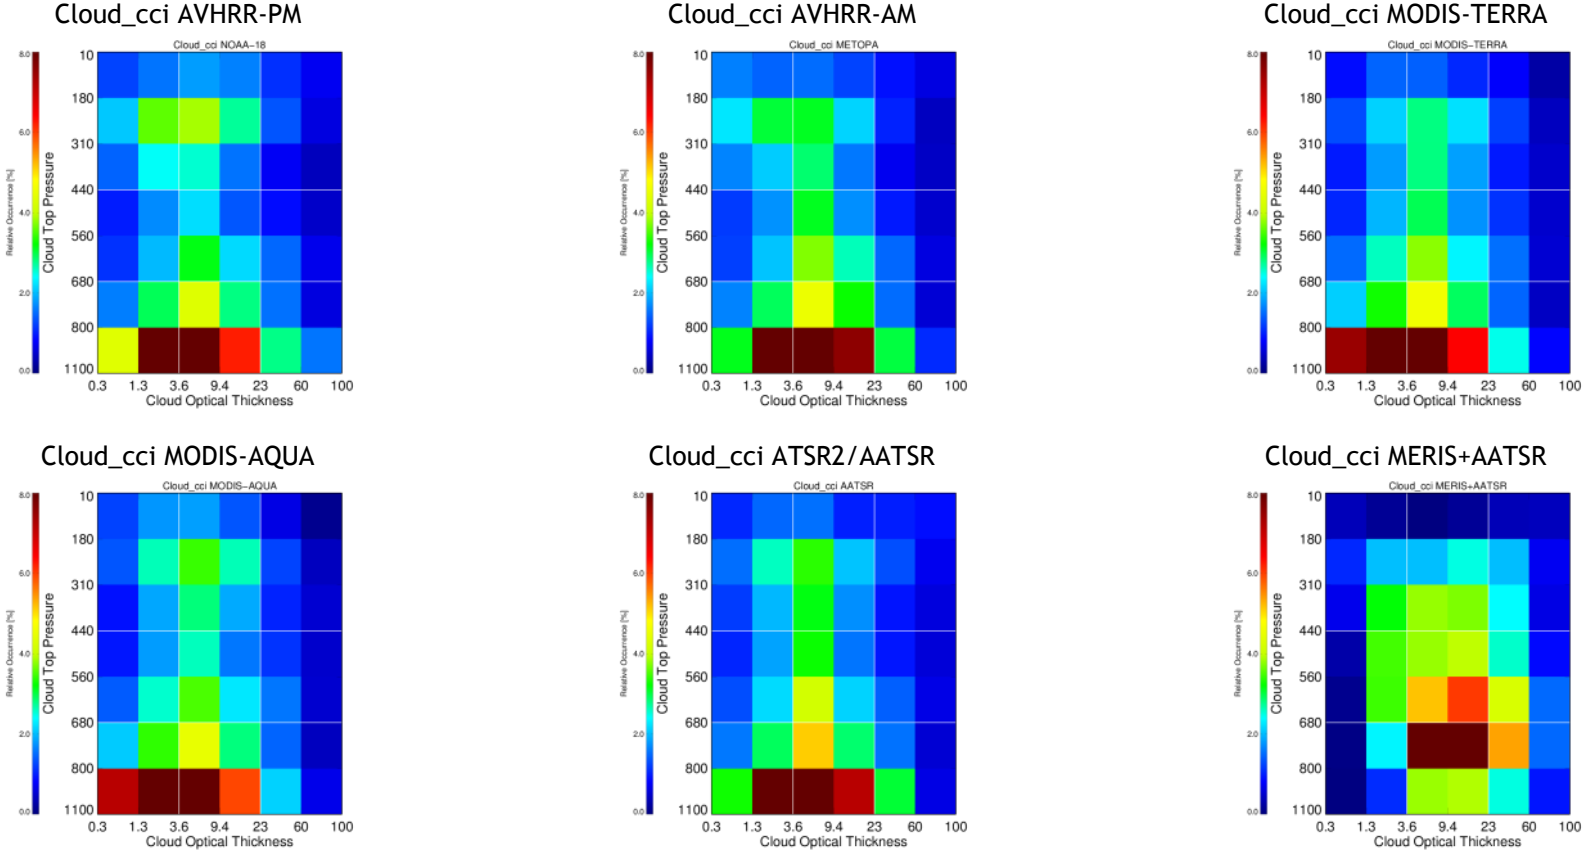 Cloud_cci AVHRR-PM
Cloud_cci NOAA-18
8.0
6.0
4.0
2.0
0.0
Relative Occurrence [%]
Cloud Top Pressure
10
180
310
440
560
680
800
1100
0.3 1.3 3.6 9.4 23 60 100
Cloud Optical Thickness
Cloud_cci AVHRR-AM
Cloud_cci METOPA
8.0
6.0
4.0
2.0
0.0
Relative Occurrence [%]
Cloud Top Pressure
10
180
310
440
560
680
800
1100
0.3 1.3 3.6 9.4 23 60 100
Cloud Optical Thickness
Cloud_cci MODIS-TERRA
Cloud_cci MODIS-TERRA
8.0
6.0
4.0
2.0
0.0
Relative Occurrence [%]
Cloud Top Pressure
10
180
310
440
560
680
800
1100
0.3 1.3 3.6 9.4 23 60 100
Cloud Optical Thickness
Cloud_cci MODIS-AQUA
Cloud_cci MODIS-AQUA
8.0
6.0
4.0
2.0
0.0
Relative Occurrence [%]
Cloud Top Pressure
10
180
310
440
560
680
800
1100
0.3 1.3 3.6 9.4 23 60 100
Cloud Optical Thickness
Cloud_cci ATSR2/AATSR
Cloud_cci AATSR
8.0
6.0
4.0
2.0
0.0
Relative Occurrence [%]
Cloud Top Pressure
10
180
310
440
560
680
800
1100
0.3 1.3 3.6 9.4 23 60 100
Cloud Optical Thickness
Cloud_cci MERIS+AATSR
Cloud_cci MERIS+AATSR
8.0
6.0
4.0
2.0
0.0
Relative Occurrence [%]
Cloud Top Pressure
10
180
310
440
560
680
800
1100
0.3 1.3 3.6 9.4 23 60 100
Cloud Optical Thickness